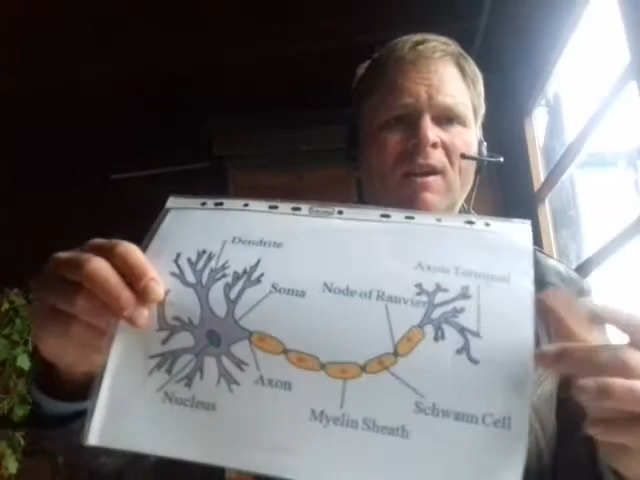 Dendrite
Soma
Axon Terminal
Node of Ranvier
Axon
Nucleus
Myelin Sheath
Schwann Cell